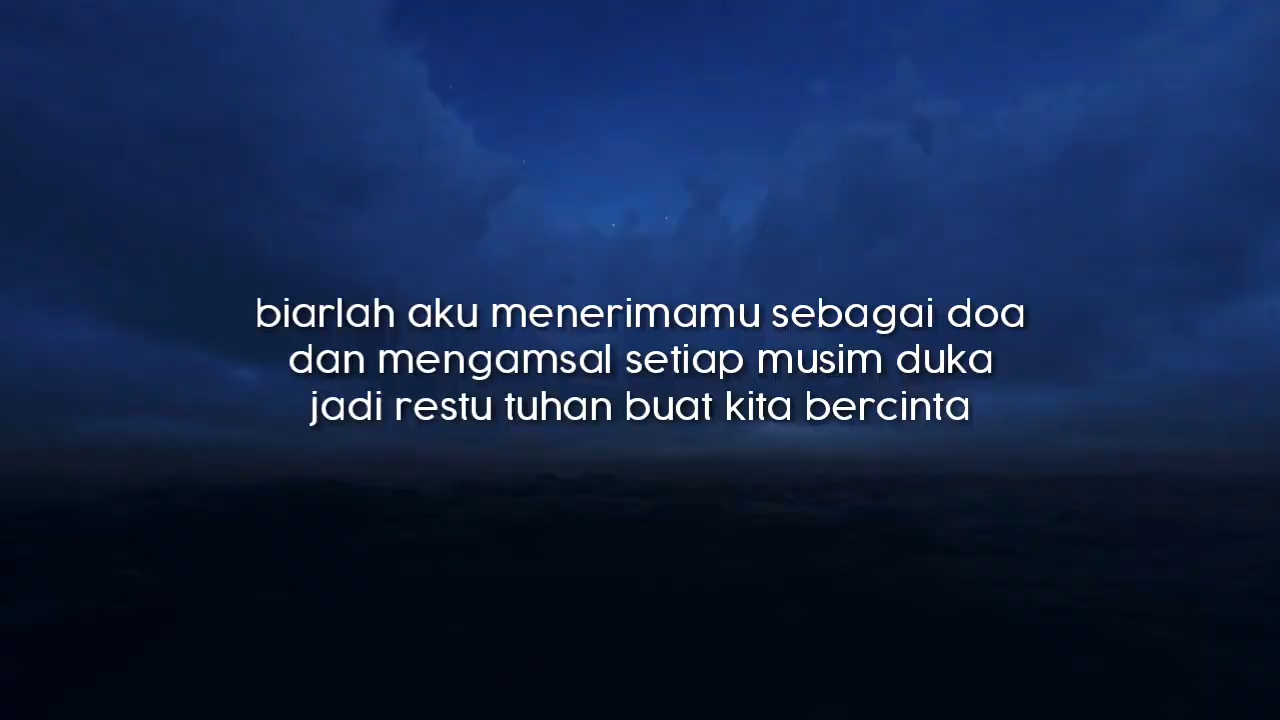 biarlah aku menerimamu sebagai doa
dan mengamsal setiap musim duka
jadi restu tuhan buat kita bercinta